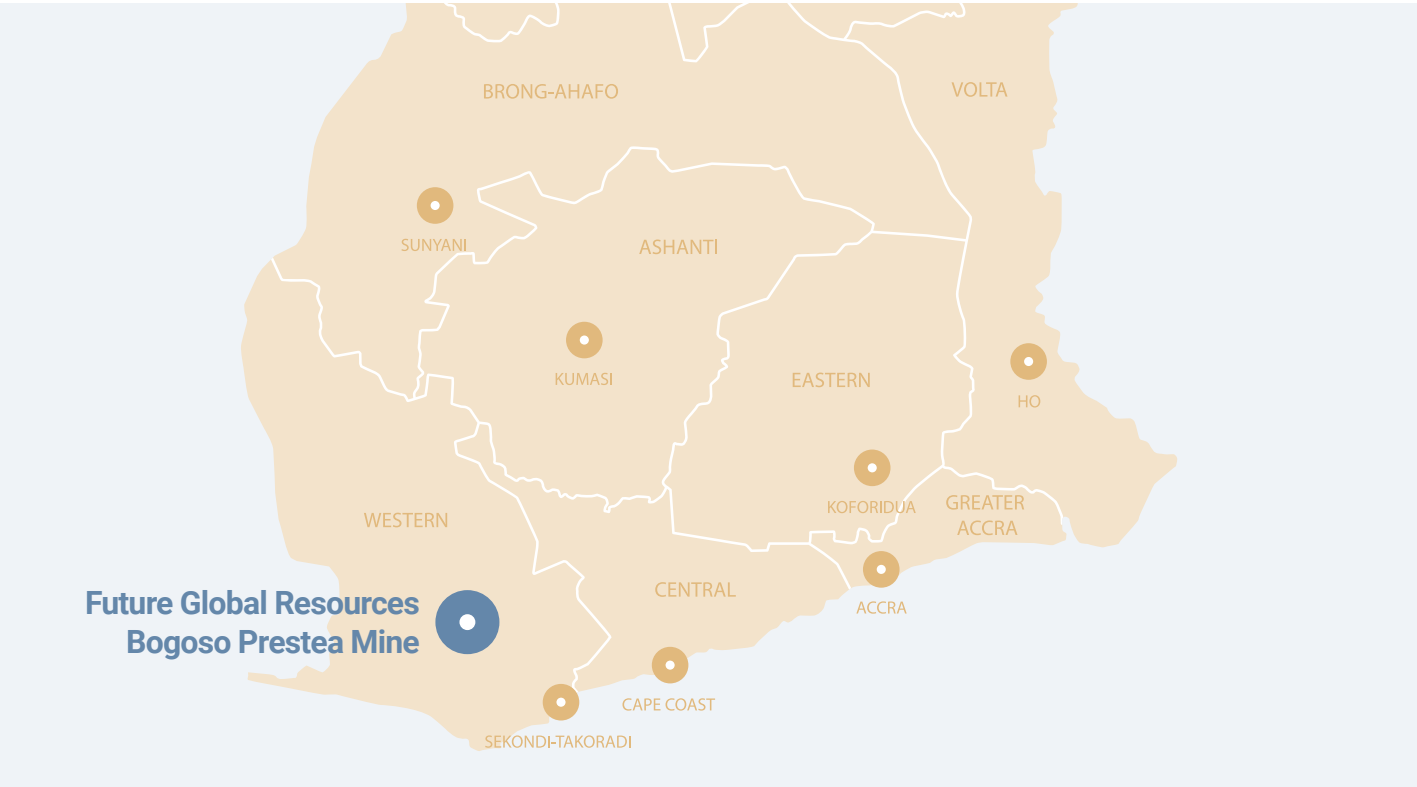 BRONG-AHAFO
VOLTA
SUNYANI
ASHANTI
KUMASI
EASTERN
HO
KOFORIDUA
GREATER
ACCRA
WESTERN
CENTRAL
ACCRA
Future Global Resources
Bogoso Prestea Mine
CAPE COAST
SEKONDI-TAKORADI